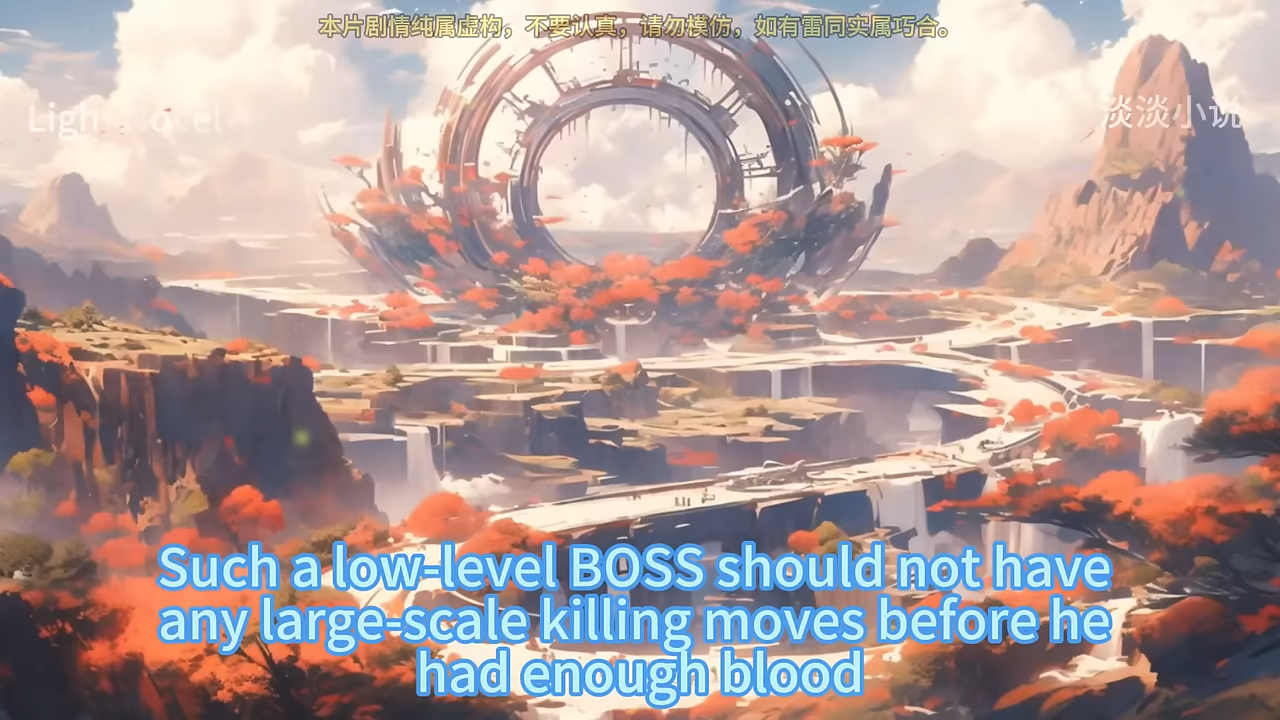 本片剧情纯属虚构，不要认真，请勿模仿，如有雷同实属巧合。
淡淡小说
Such a low-level BOSS should not have
any large-scale killing moves before he
had enough blood